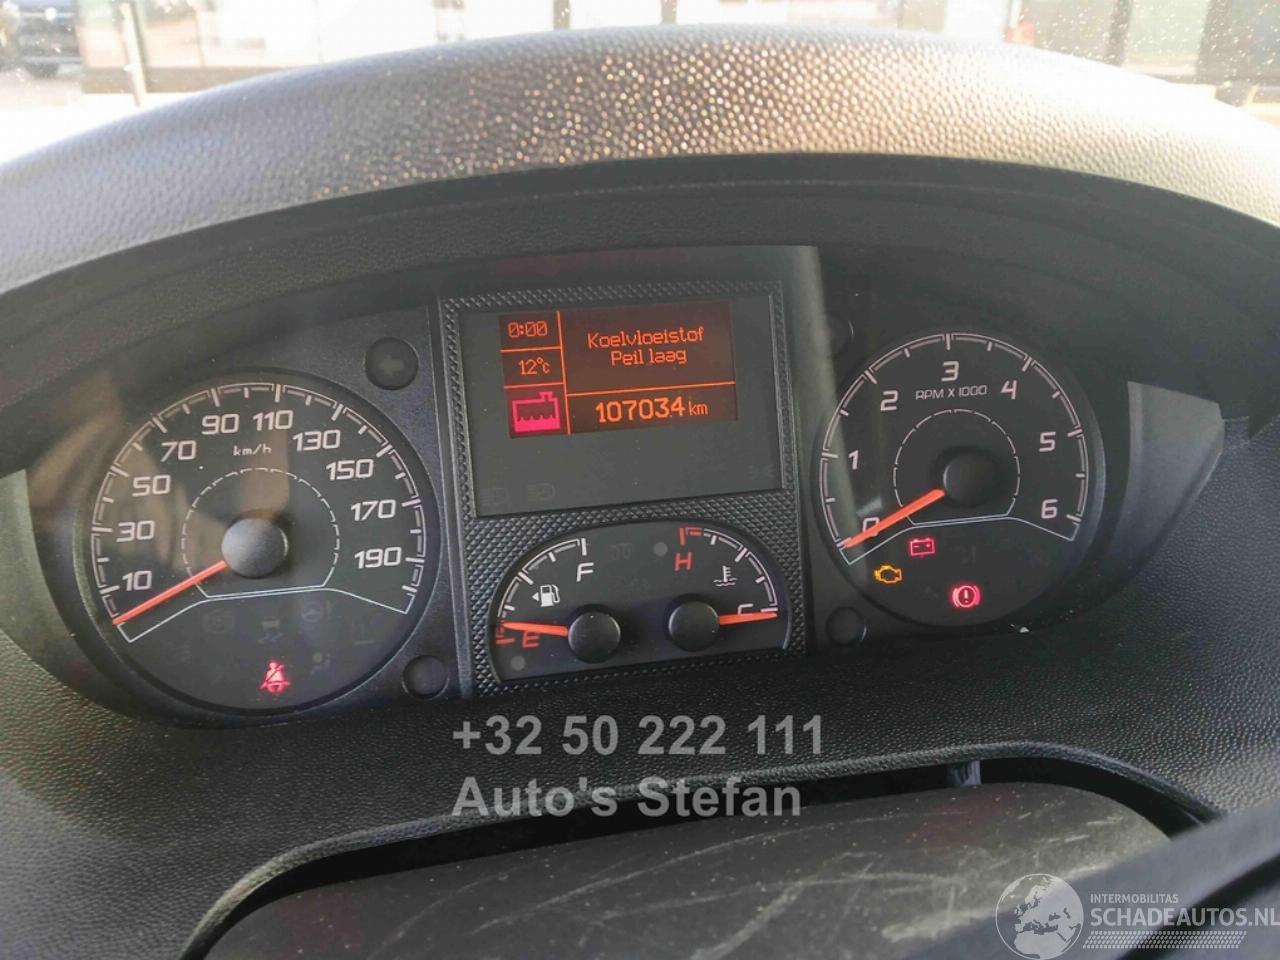 0:00
Koelvloeistof
Peil laag
12°C
107034 km
10
30
50
70
90
110
130
150
170
190
km/h
F
E
H
C
0
1
2
3
4
5
6
RPM X 1000
+32 50 222 111
Auto's Stefan
INTERMOBILITAS
SCHADEAUTOS.NL